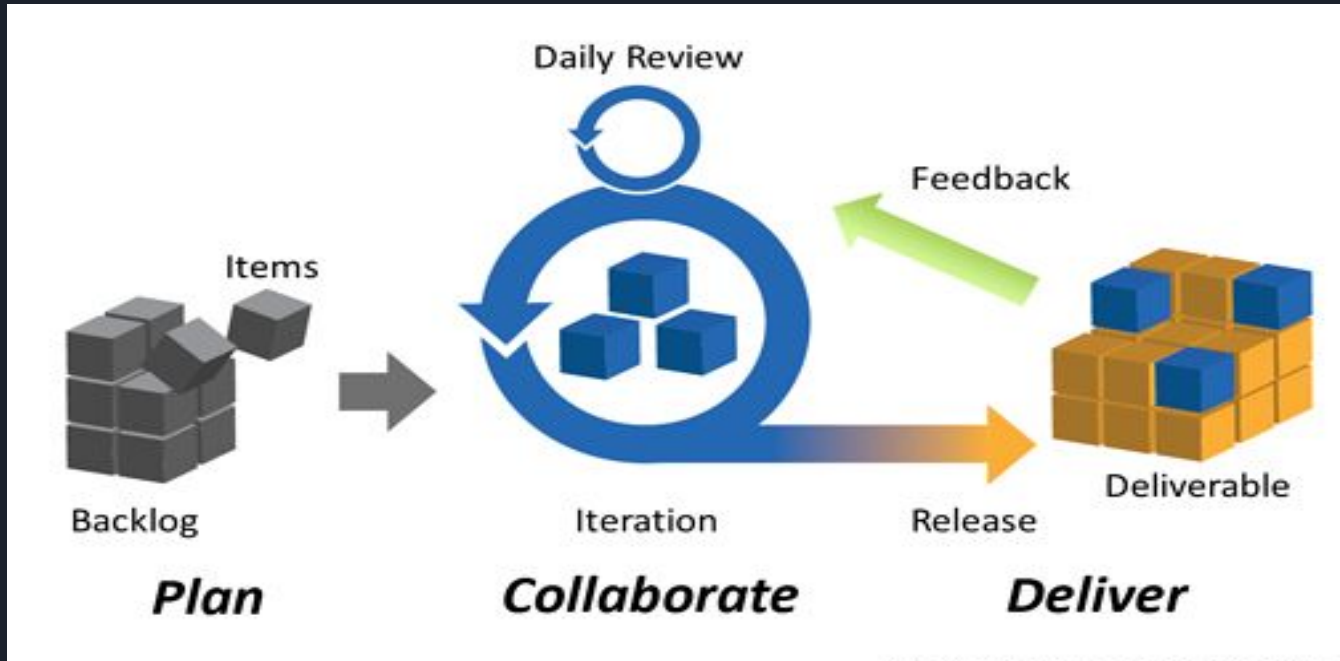 Daily Review
Feedback
Items
Deliverable
Backlog
Iteration
Release
Plan
Collaborate
Deliver